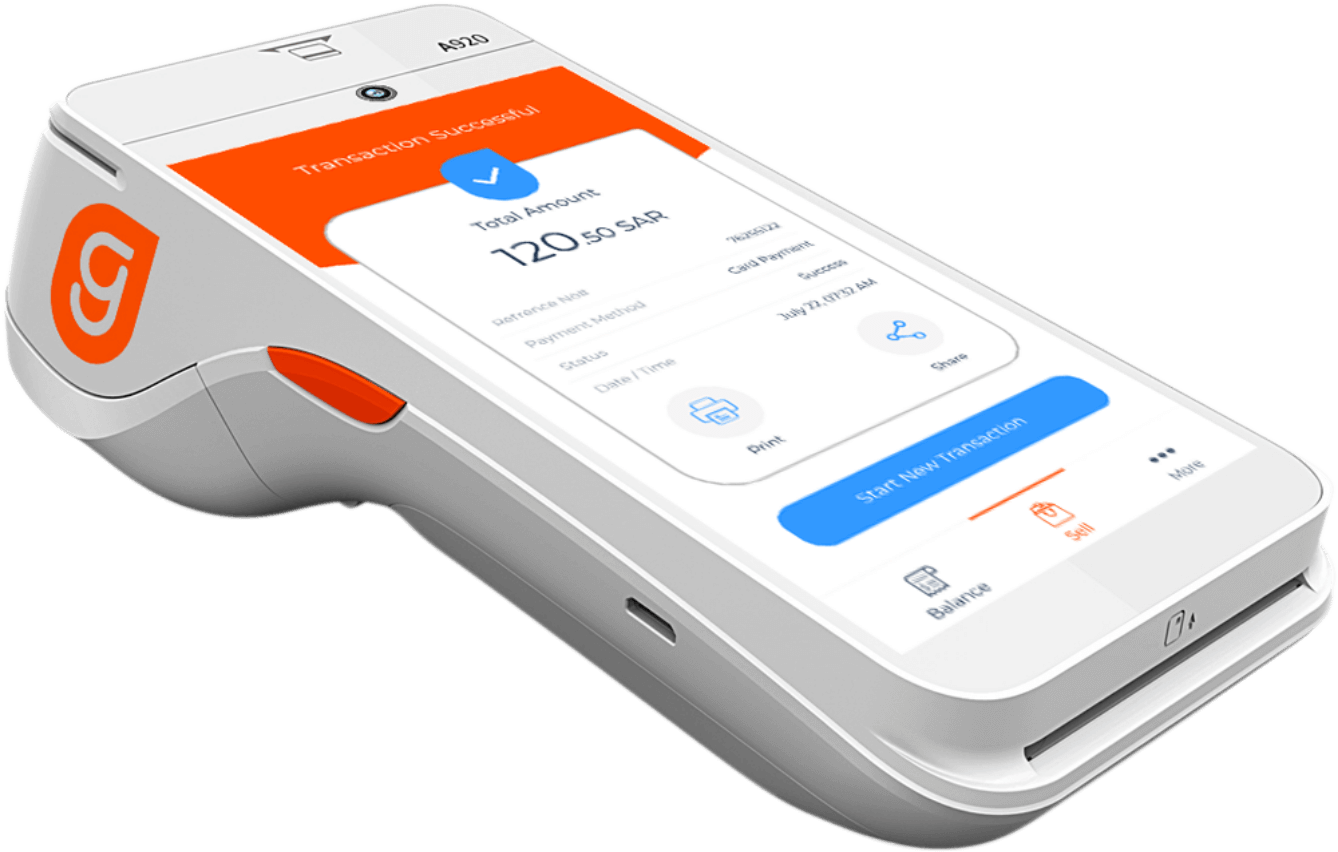 A920
Transaction Successful
Total Amount
120.50 SAR
Refrence No#
Payment Method Card Payment
Status Success
Date / Time July 22, 07:32 AM
Print Share
Start New Transaction
Balance Sell More